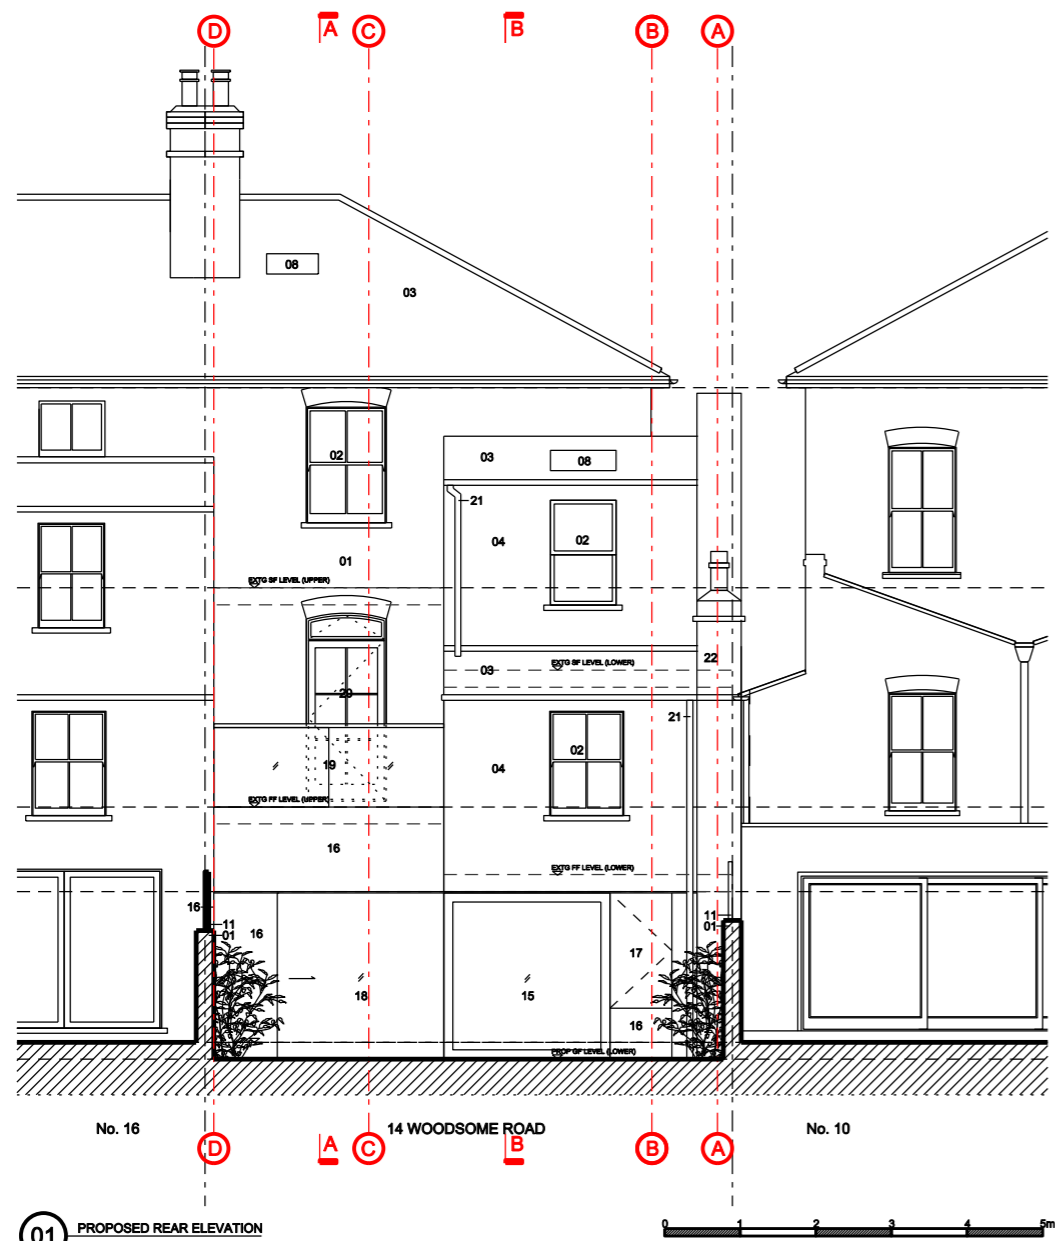 D A C B B A
08
03
02
03 08
21
04 02
01
EXTG SF LEVEL (UPPER)
EXTG SF LEVEL (LOWER)
22
03
20
21
02
19
04
EXTG FF LEVEL (UPPER)
16
EXTG FF LEVEL (LOWER)
16
11 11
01 01
16
17
18 15
16
PROP GF LEVEL (LOWER)
No. 16 14 WOODSOME ROAD No. 10
D A C B B A
01 PROPOSED REAR ELEVATION
0 1 2 3 4 5m